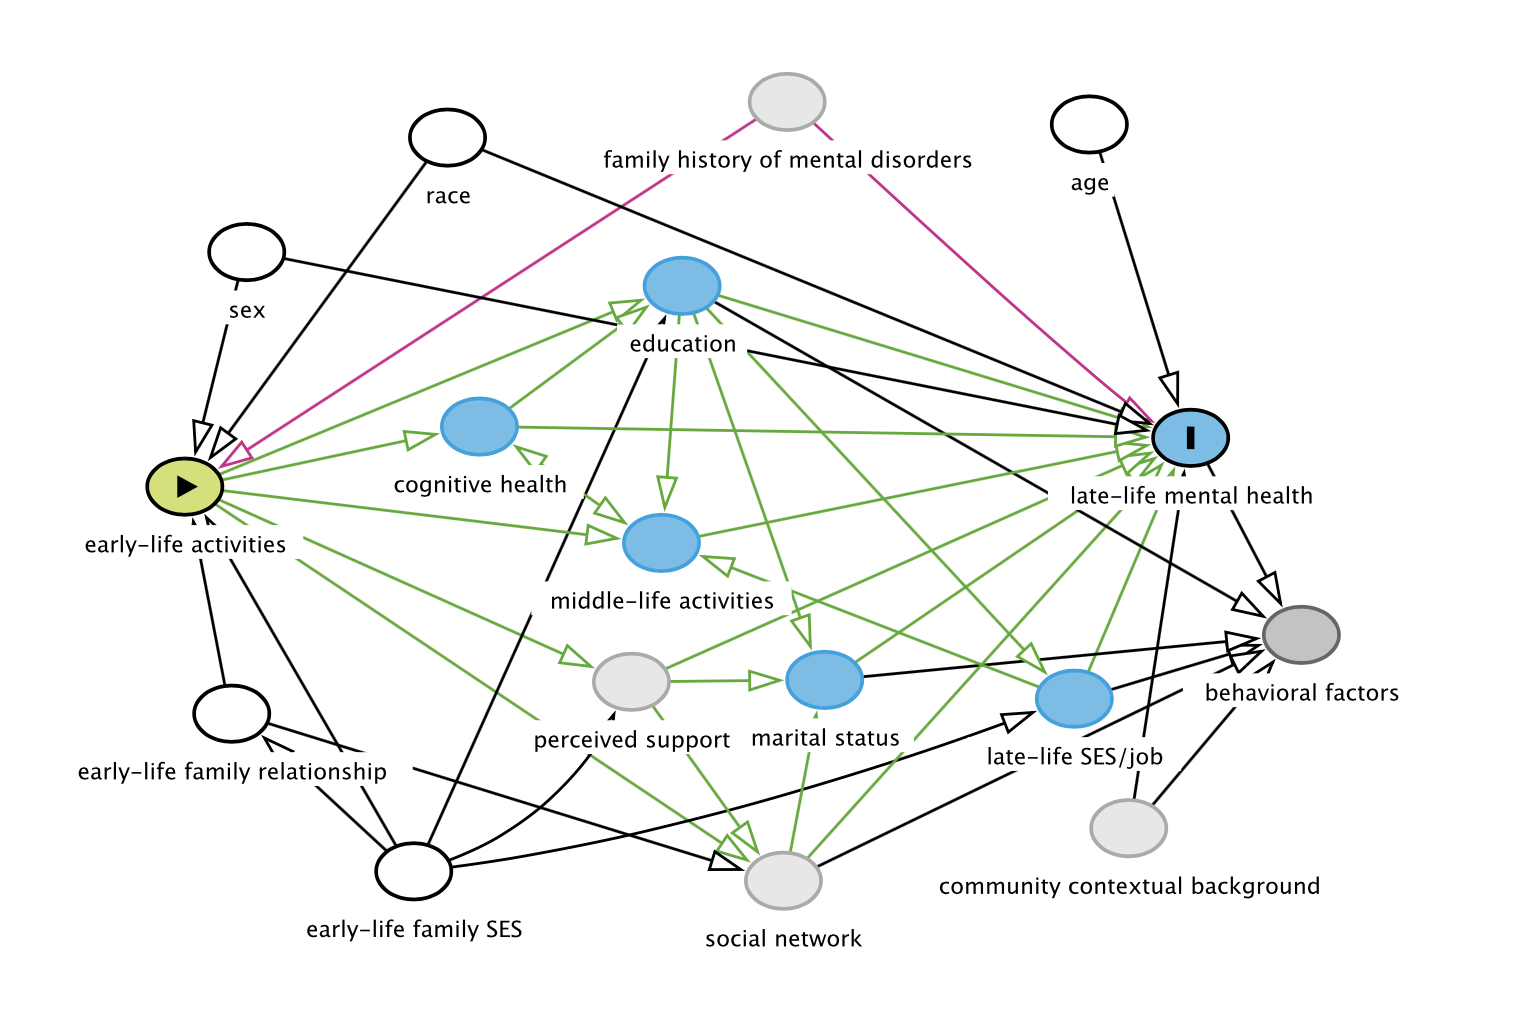 family history of mental disorders
age
race
sex
education
cognitive health
late-life mental health
early-life activities
middle-life activities
behavioral factors
perceived support
marital status
late-life SES/job
early-life family relationship
community contextual background
early-life family SES
social network